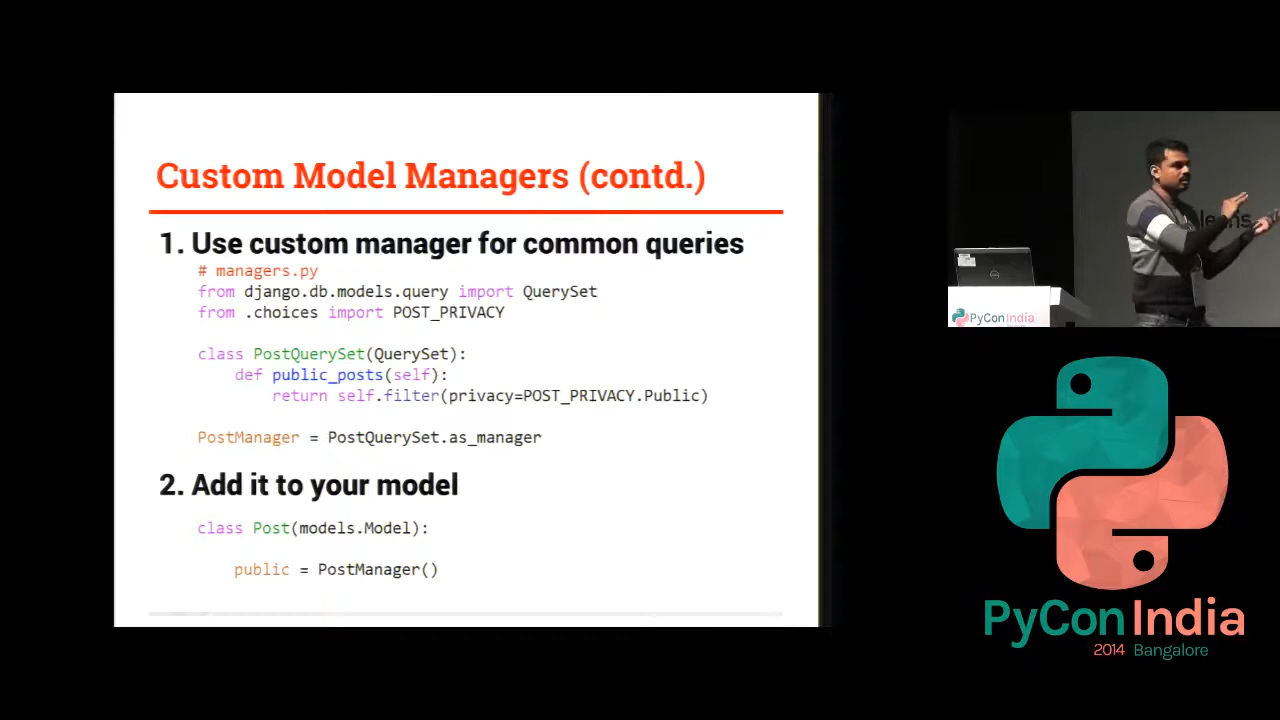 Custom Model Managers (contd.)
1. Use custom manager for common queries
# managers.py
from django.db.models.query import QuerySet
from .choices import POST_PRIVACY
class PostQuerySet(QuerySet):
def public_posts(self):
return self.filter(privacy=POST_PRIVACY.Public)
PostManager = PostQuerySet.as_manager
2. Add it to your model
class Post(models.Model):
public = PostManager()
PyCon India
PyCon India
2014 Bangalore